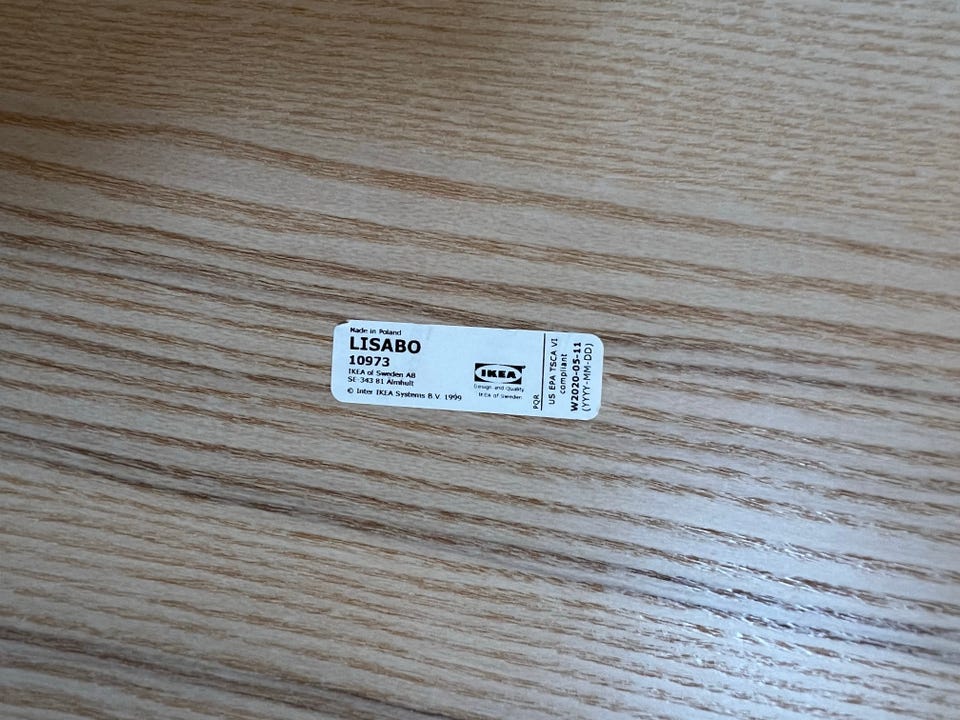 Made in Poland
LISABO
10973
IKEA of Sweden AB
SE-343 81 Älmhult
© Inter IKEA Systems B.V. 1999
IKEA
Design and Quality
IKEA of Sweden
PQR
US EPA TSCA VI
compliant
W2020-05-11
(YYYY-MM-DD)